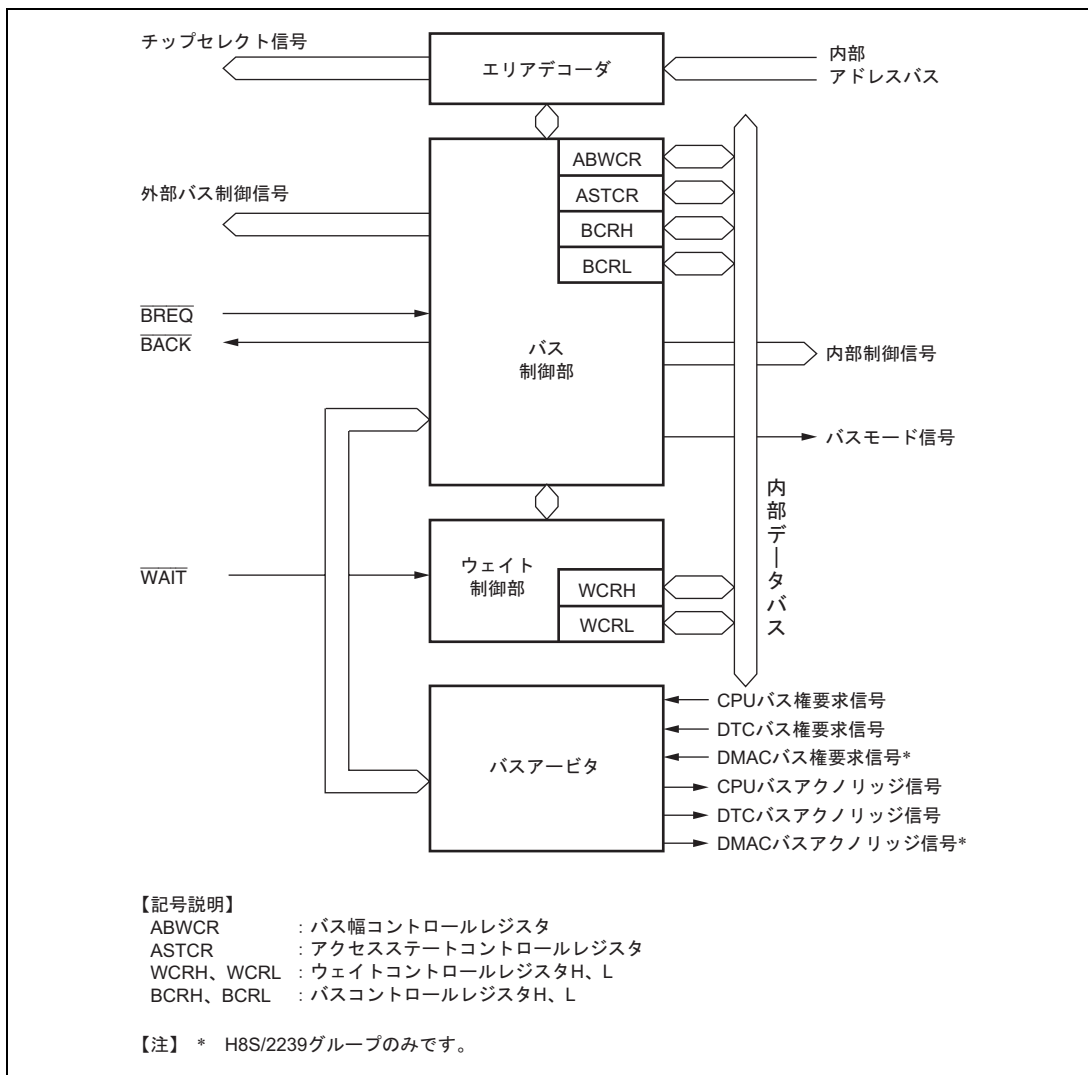 チップセレクト信号
エリアデコーダ
内部
アドレスバス
ABWCR
ASTCR
BCRH
BCRL
外部バス制御信号
BREQ
BACK
バス
制御部
内部制御信号
バスモード信号
内部データバス
WAIT
ウェイト
制御部
WCRH
WCRL
バスアービタ
CPUバス権要求信号
DTCバス権要求信号
DMACバス権要求信号*
CPUバスアクノリッジ信号
DTCバスアクノリッジ信号
DMACバスアクノリッジ信号*
【記号説明】
ABWCR : バス幅コントロールレジスタ
ASTCR : アクセスステートコントロールレジスタ
WCRH、WCRL : ウェイトコントロールレジスタH、L
BCRH、BCRL : バスコントロールレジスタH、L
【注】 * H8S/2239グループのみです。